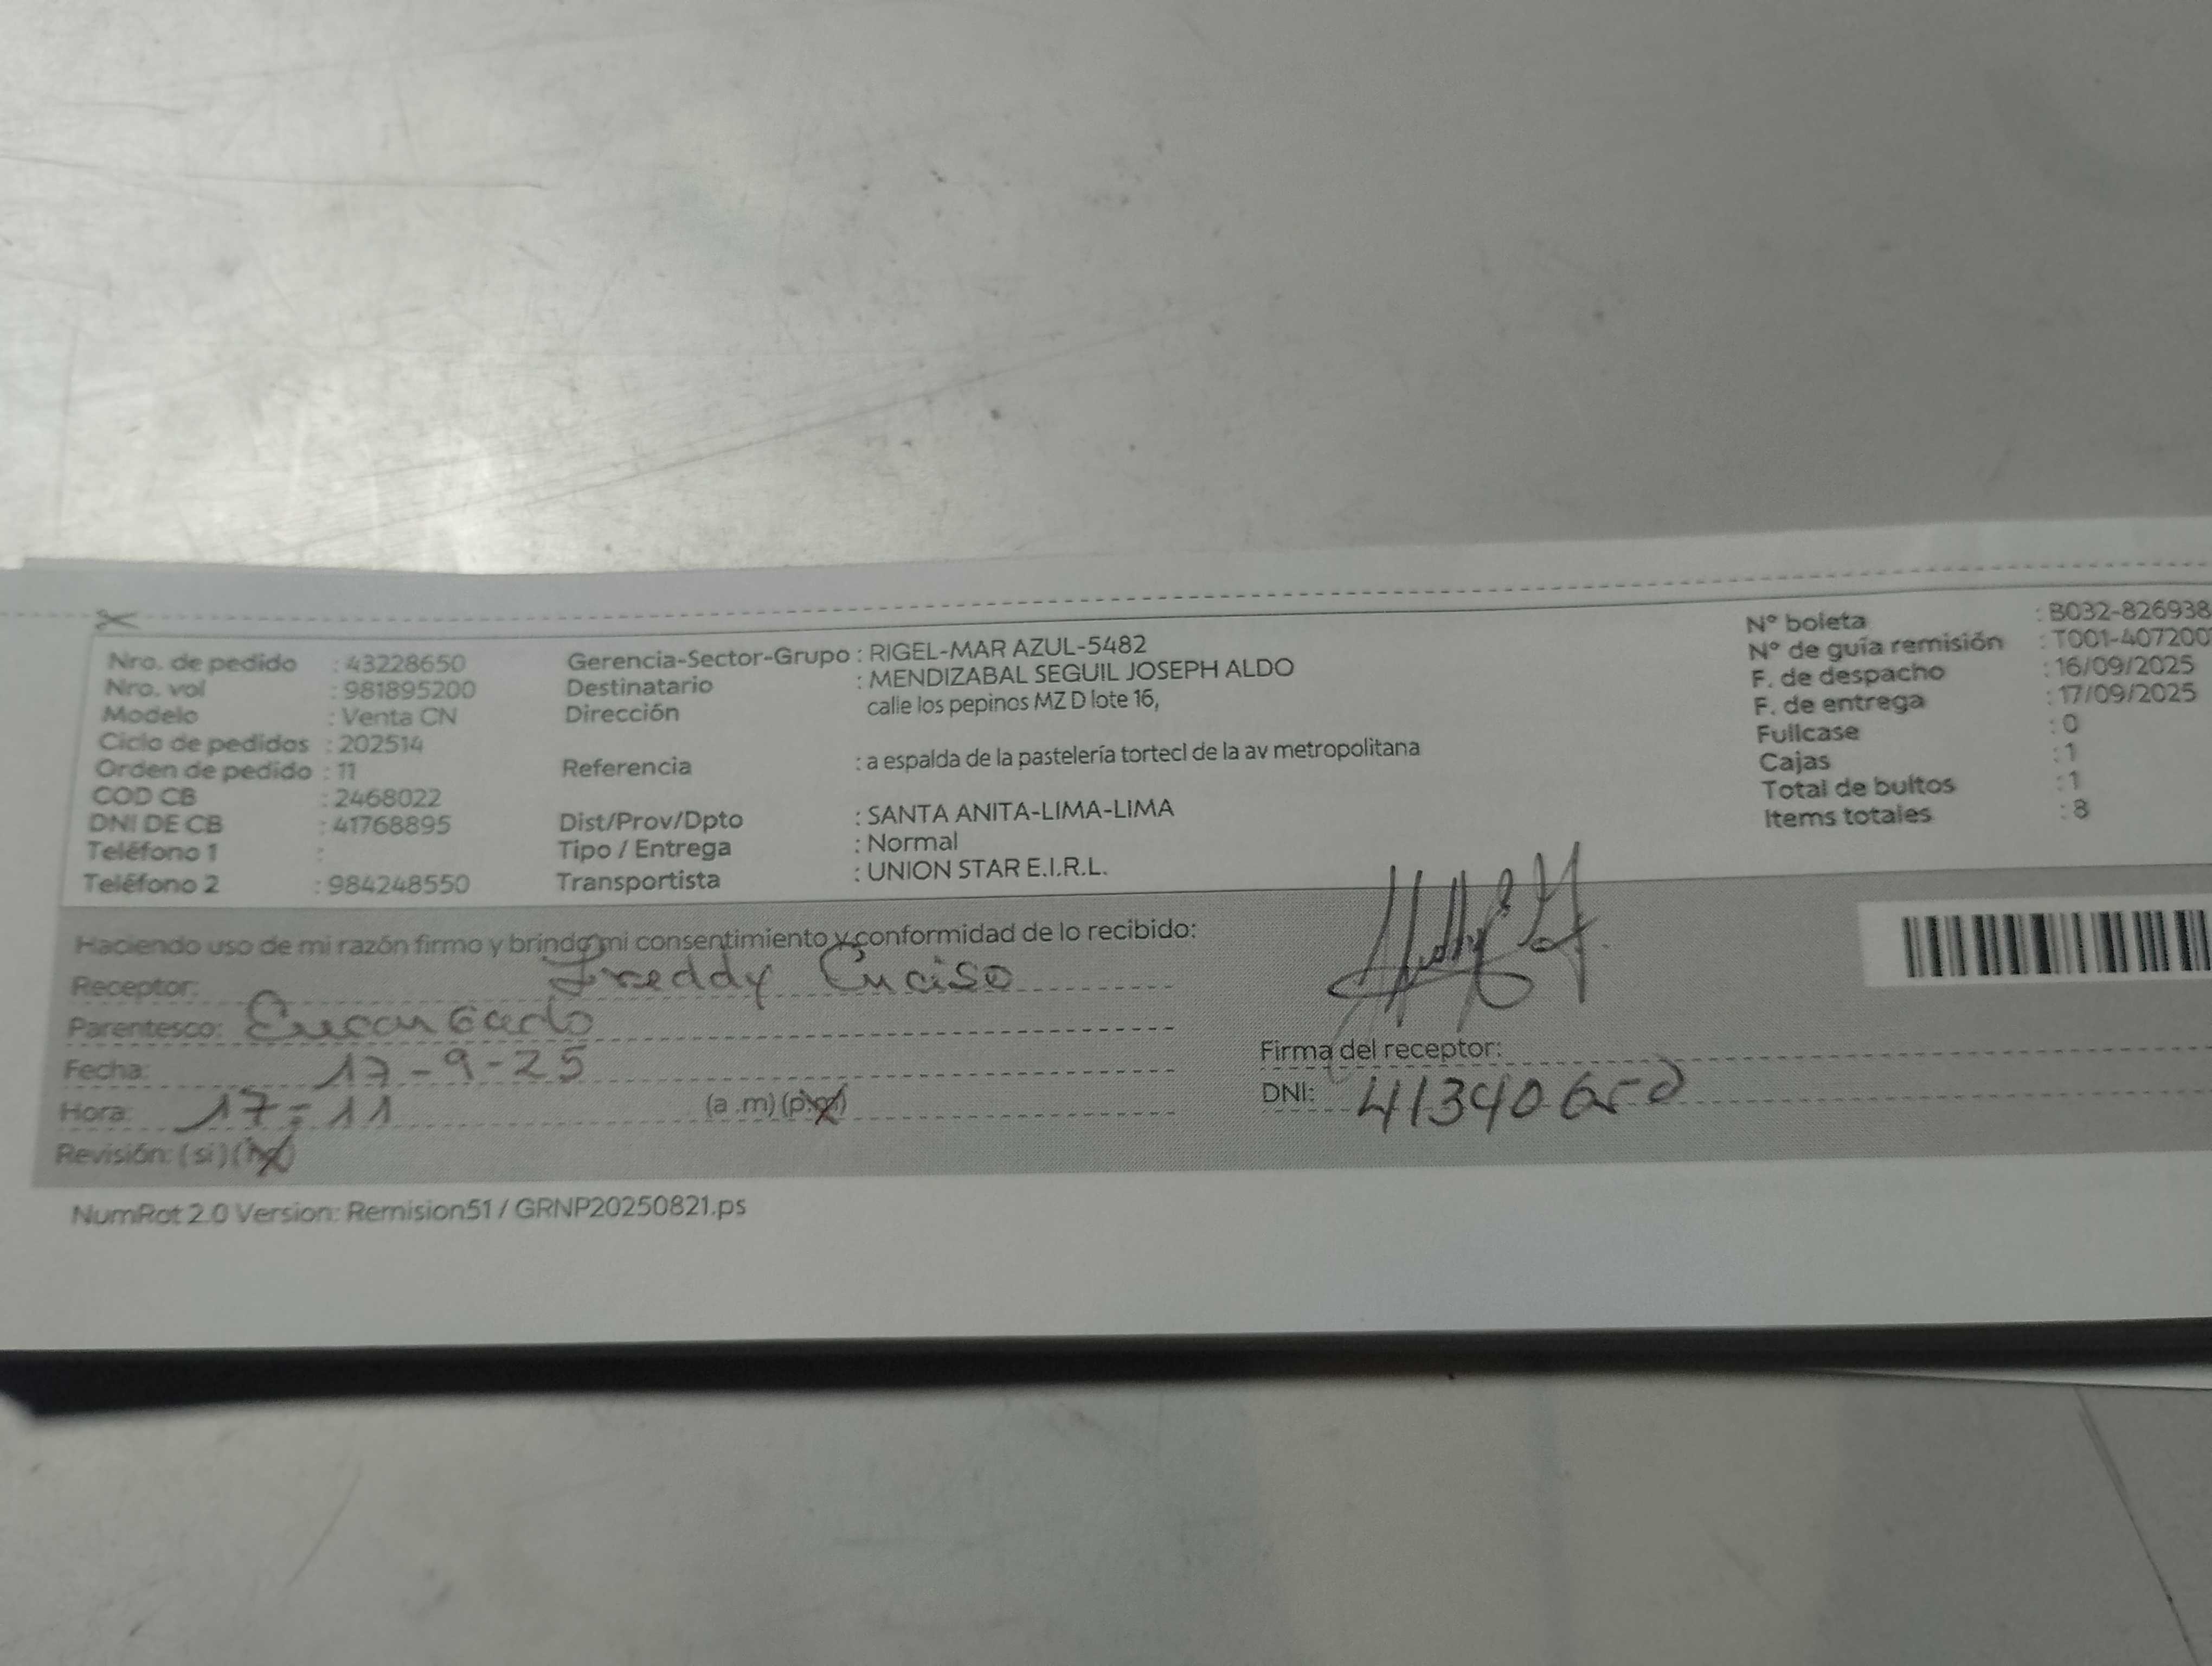 Nro. de pedido : 43228650
Nro. vol : 981895200
Modelo : Venta CN
Ciclo de pedidos : 202514
Orden de pedido : 11
COD CB : 2468022
DNI DE CB : 41768895
Teléfono 1 :
Teléfono 2 : 984248550
Gerencia-Sector-Grupo : RIGEL-MAR AZUL-5482
Destinatario : MENDIZABAL SEGUIL JOSEPH ALDO
Dirección calle los pepinos MZ D lote 16,
Referencia : a espalda de la pastelería tortecl de la av metropolitana
Dist/Prov/Dpto : SANTA ANITA-LIMA-LIMA
Tipo / Entrega : Normal
Transportista : UNION STAR E.I.R.L.
N° boleta : B032-826938
N° de guía remisión : T001-407200
F. de despacho : 16/09/2025
F. de entrega : 17/09/2025
Fullcase : 0
Cajas : 1
Total de bultos : 1
Items totales : 8
Haciendo uso de mi razón firmo y brindo mi consentimiento y conformidad de lo recibido:
Receptor: Freddy Enciso
Parentesco: Encargado
Fecha: 17-9-25
Hora: 17:11 (a.m) (p.m)
Revisión: (si) (no)
Firma del receptor:
DNI:
NumRot 2.0 Version: Remision51 / GRNP20250821.ps